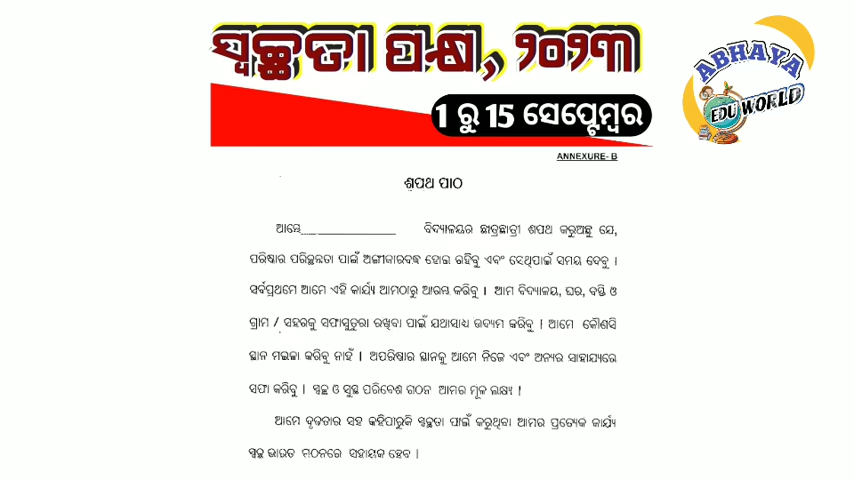 ସ୍ୱଚ୍ଛତା ପକ୍ଷ, ୨୦୨୩
1 ରୁ 15 ସେପ୍ଟେମ୍ବର
ABHAYA
EDU WORLD
ANNEXURE- B
ଶପଥ ପାଠ
ଆମ୍ଭେ_______________ ବିଦ୍ୟାଳୟର ଛାତ୍ରଛାତ୍ରୀ ଶପଥ କରୁଅଛୁ ଯେ,
ପରିଷ୍କାର ପରିଚ୍ଛନ୍ନତା ପାଇଁ ଅଙ୍ଗୀକାରବଦ୍ଧ ହୋଇ ରହିବୁ ଏବଂ ସେଥିପାଇଁ ସମୟ ଦେବୁ ।
ସର୍ବପ୍ରଥମେ ଆମେ ଏହି କାର୍ଯ୍ୟ ଆମଠାରୁ ଆରମ୍ଭ କରିବୁ । ଆମ ବିଦ୍ୟାଳୟ, ଘର, ବସ୍ତି ଓ
ଗ୍ରାମ / ସହରକୁ ସଫାସୁତୁରା ରଖିବା ପାଇଁ ଯଥାସାଧ୍ୟ ଉଦ୍ୟମ କରିବୁ । ଆମେ କୌଣସି
ସ୍ଥାନ ମଇଳା କରିବୁ ନାହିଁ । ଅପରିଷ୍କାର ସ୍ଥାନକୁ ଆମେ ନିଜେ ଏବଂ ଅନ୍ୟର ସାହାଯ୍ୟରେ
ସଫା କରିବୁ । ସ୍ୱଚ୍ଛ ଓ ସୁସ୍ଥ ପରିବେଶ ଗଠନ ଆମର ମୂଳ ଲକ୍ଷ୍ୟ !
ଆମେ ଦୃଢତାର ସହ କହିପାରୁକି ସ୍ୱଚ୍ଛତା ପାଇଁ କରୁଥିବା ଆମର ପ୍ରତ୍ୟେକ କାର୍ଯ୍ୟ
ସ୍ୱଚ୍ଛ ଭାରତ ଗଠନରେ ସହାୟକ ହେବ ।